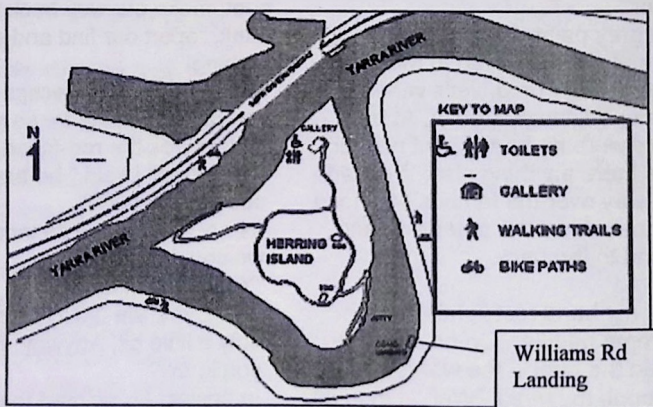 YARRA RIVER
KEY TO MAP
N
GALLERY
TOILETS
GALLERY
HERRING
ISLAND
WALKING TRAILS
BIKE PATHS
YARRA RIVER
JETTY
Williams Rd
Landing